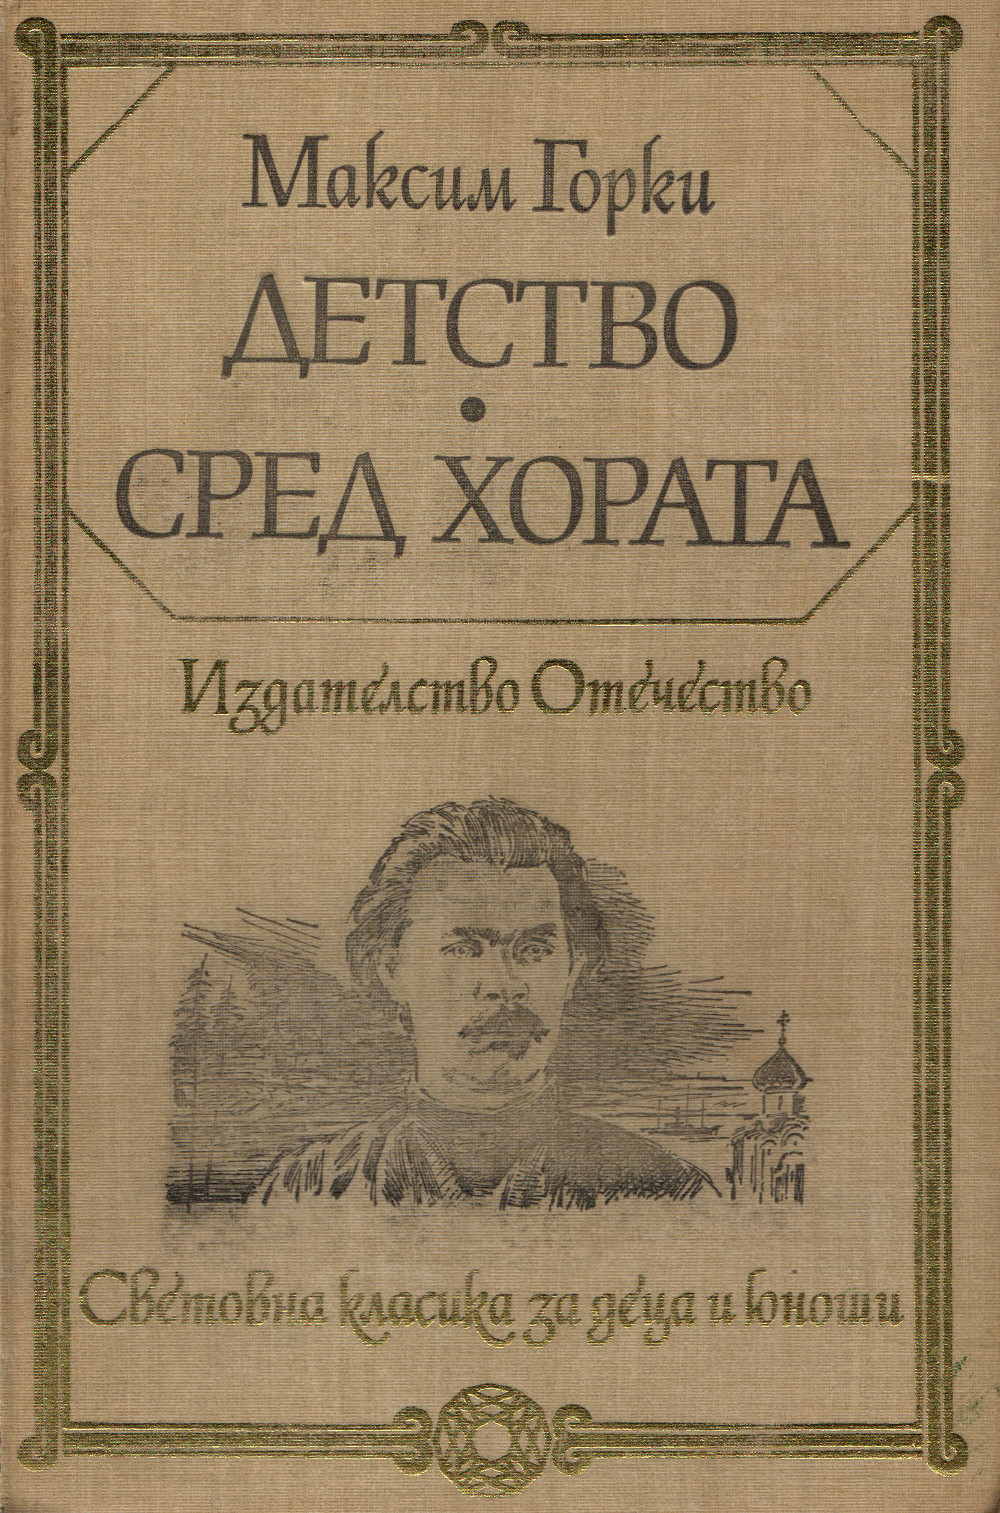 Максим Горки
ДЕТСТВО
•
СРЕД ХОРАТА
Издателство Отечество
Световна класика за деца и юноши